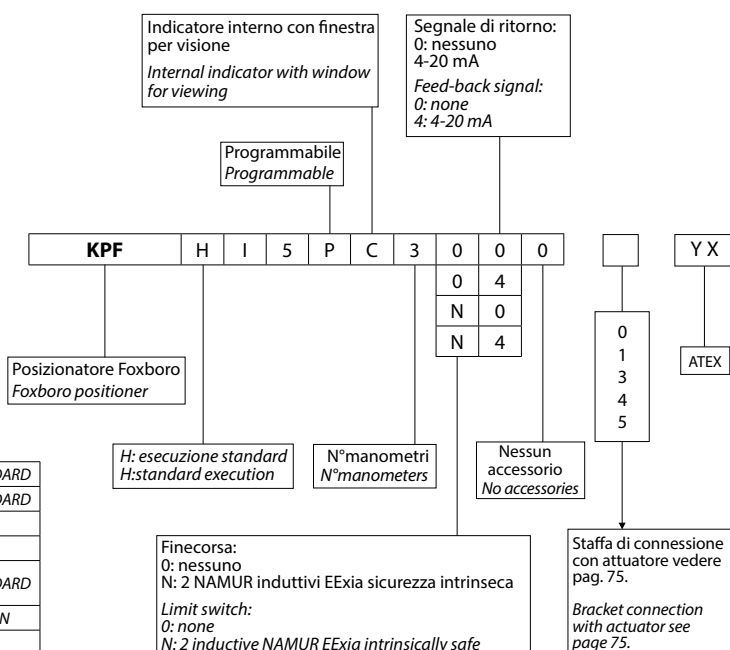 Indicatore interno con finestra
per visione
Internal indicator with window
for viewing
Segnale di ritorno:
0: nessuno
4-20 mA
Feed-back signal:
0: none
4: 4-20 mA
Programmabile
Programmable
KPF H I 5 P C 3 0 0 0 Y X
0 4
N 0
N 4
0
1
3
4
5
ATEX
Posizionatore Foxboro
Foxboro positioner
H: esecuzione standard
H:standard execution
N°manometri
N°manometers
Nessun
accessorio
No accessories
Finecorsa:
0: nessuno
N: 2 NAMUR induttivi EExia sicurezza intrinseca
Limit switch:
0: none
N: 2 inductive NAMUR EExia intrinsically safe
Staffa di connessione
con attuatore vedere
pag. 75.
Bracket connection
with actuator see
page 75.